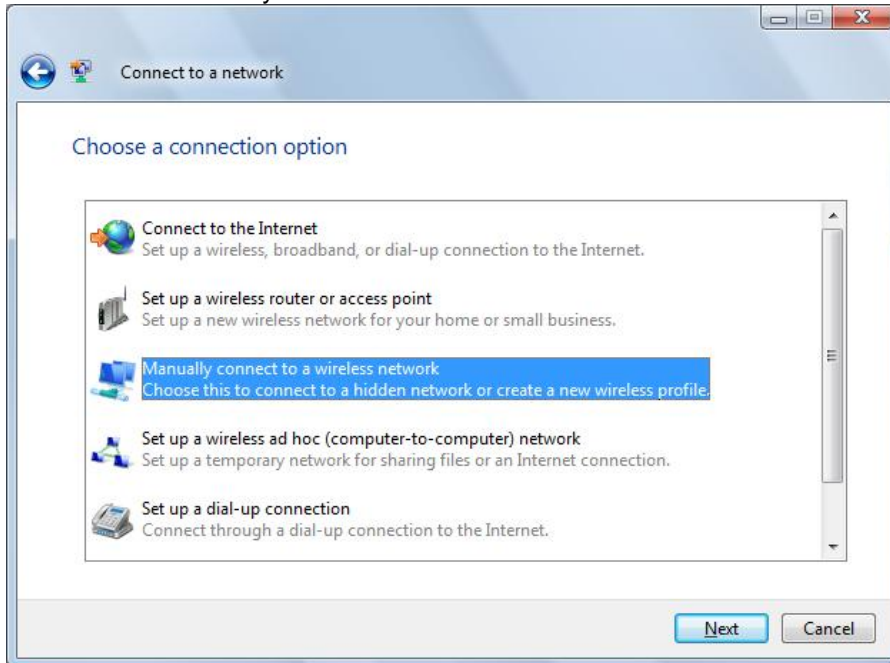 Connect to a network
Choose a connection option
Connect to the Internet
Set up a wireless, broadband, or dial-up connection to the Internet.
Set up a wireless router or access point
Set up a new wireless network for your home or small business.
Manually connect to a wireless network
Choose this to connect to a hidden network or create a new wireless profile.
Set up a wireless ad hoc (computer-to-computer) network
Set up a temporary network for sharing files or an Internet connection.
Set up a dial-up connection
Connect through a dial-up connection to the Internet.
Next Cancel